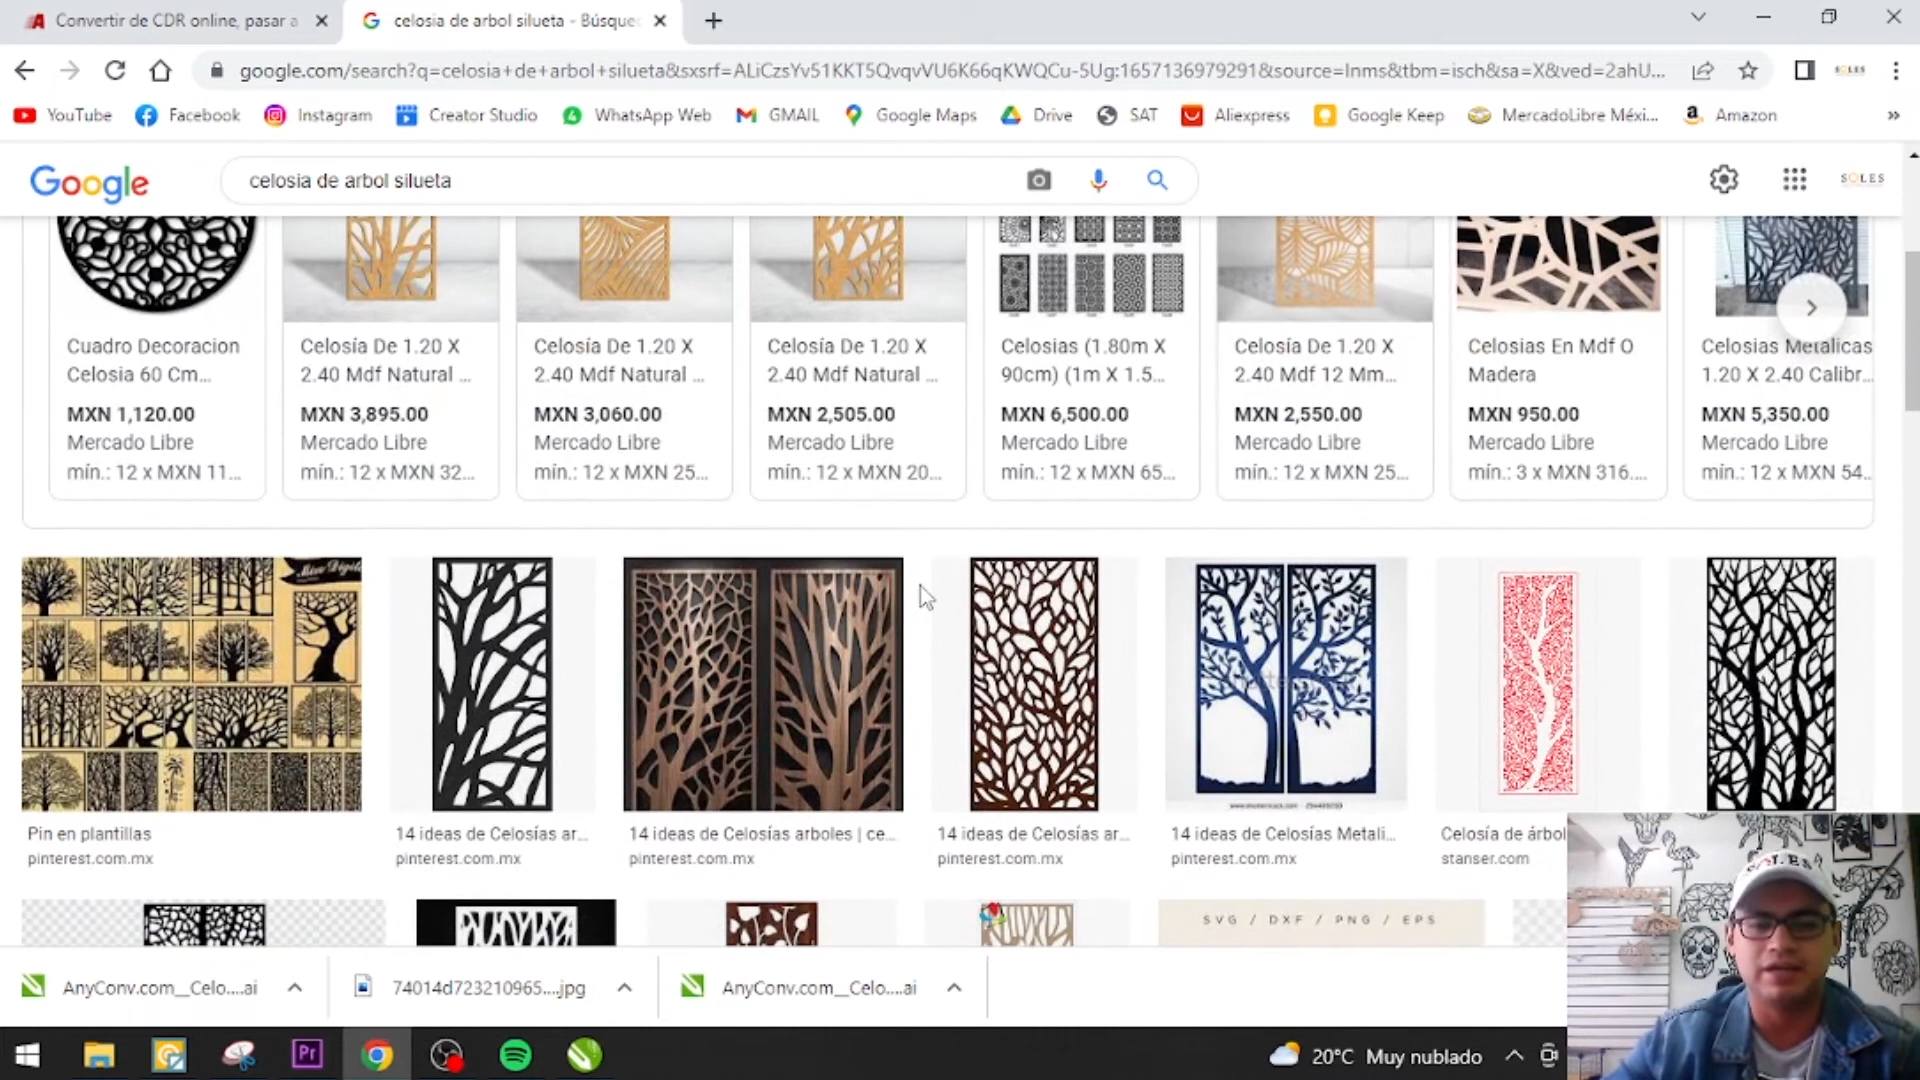 Convertir de CDR online, pasar a
celosia de arbol silueta - Búsque
google.com/search?q=celosia+de+arbol+silueta&sxsrf=ALiCzsYv51KKT5QvqvVU6K66qKWQCu-5Ug:1657136979291&source=lnms&tbm=isch&sa=X&ved=2ahU...
SOLES
YouTube
Facebook
Instagram
Creator Studio
WhatsApp Web
GMAIL
Google Maps
Drive
SAT
Aliexpress
Google Keep
MercadoLibre Méxi...
Amazon
Google
celosia de arbol silueta
SOLES
Cuadro Decoracion
Celosia 60 Cm...
MXN 1,120.00
Mercado Libre
mín.: 12 x MXN 11...
Celosía De 1.20 X
2.40 Mdf Natural ...
MXN 3,895.00
Mercado Libre
mín.: 12 x MXN 32...
Celosía De 1.20 X
2.40 Mdf Natural ...
MXN 3,060.00
Mercado Libre
mín.: 12 x MXN 25...
Celosía De 1.20 X
2.40 Mdf Natural ...
MXN 2,505.00
Mercado Libre
mín.: 12 x MXN 20...
Celosias (1.80m X
90cm) (1m X 1.5...
MXN 6,500.00
Mercado Libre
mín.: 12 x MXN 65...
Celosía De 1.20 X
2.40 Mdf 12 Mm...
MXN 2,550.00
Mercado Libre
mín.: 12 x MXN 25...
Celosias En Mdf O
Madera
MXN 950.00
Mercado Libre
mín.: 3 x MXN 316....
Celosias Metalicas
1.20 X 2.40 Calibr...
MXN 5,350.00
Mercado Libre
mín.: 12 x MXN 54...
Pin en plantillas
pinterest.com.mx
14 ideas de Celosías ar...
pinterest.com.mx
14 ideas de Celosías arboles | ce...
pinterest.com.mx
14 ideas de Celosías ar...
pinterest.com.mx
14 ideas de Celosías Metali...
pinterest.com.mx
Celosía de árbol
stanser.com
SVG / DXF / PNG / EPS
AnyConv.com__Celo....ai
74014d723210965....jpg
AnyConv.com__Celo....ai
Pr
20°C Muy nublado